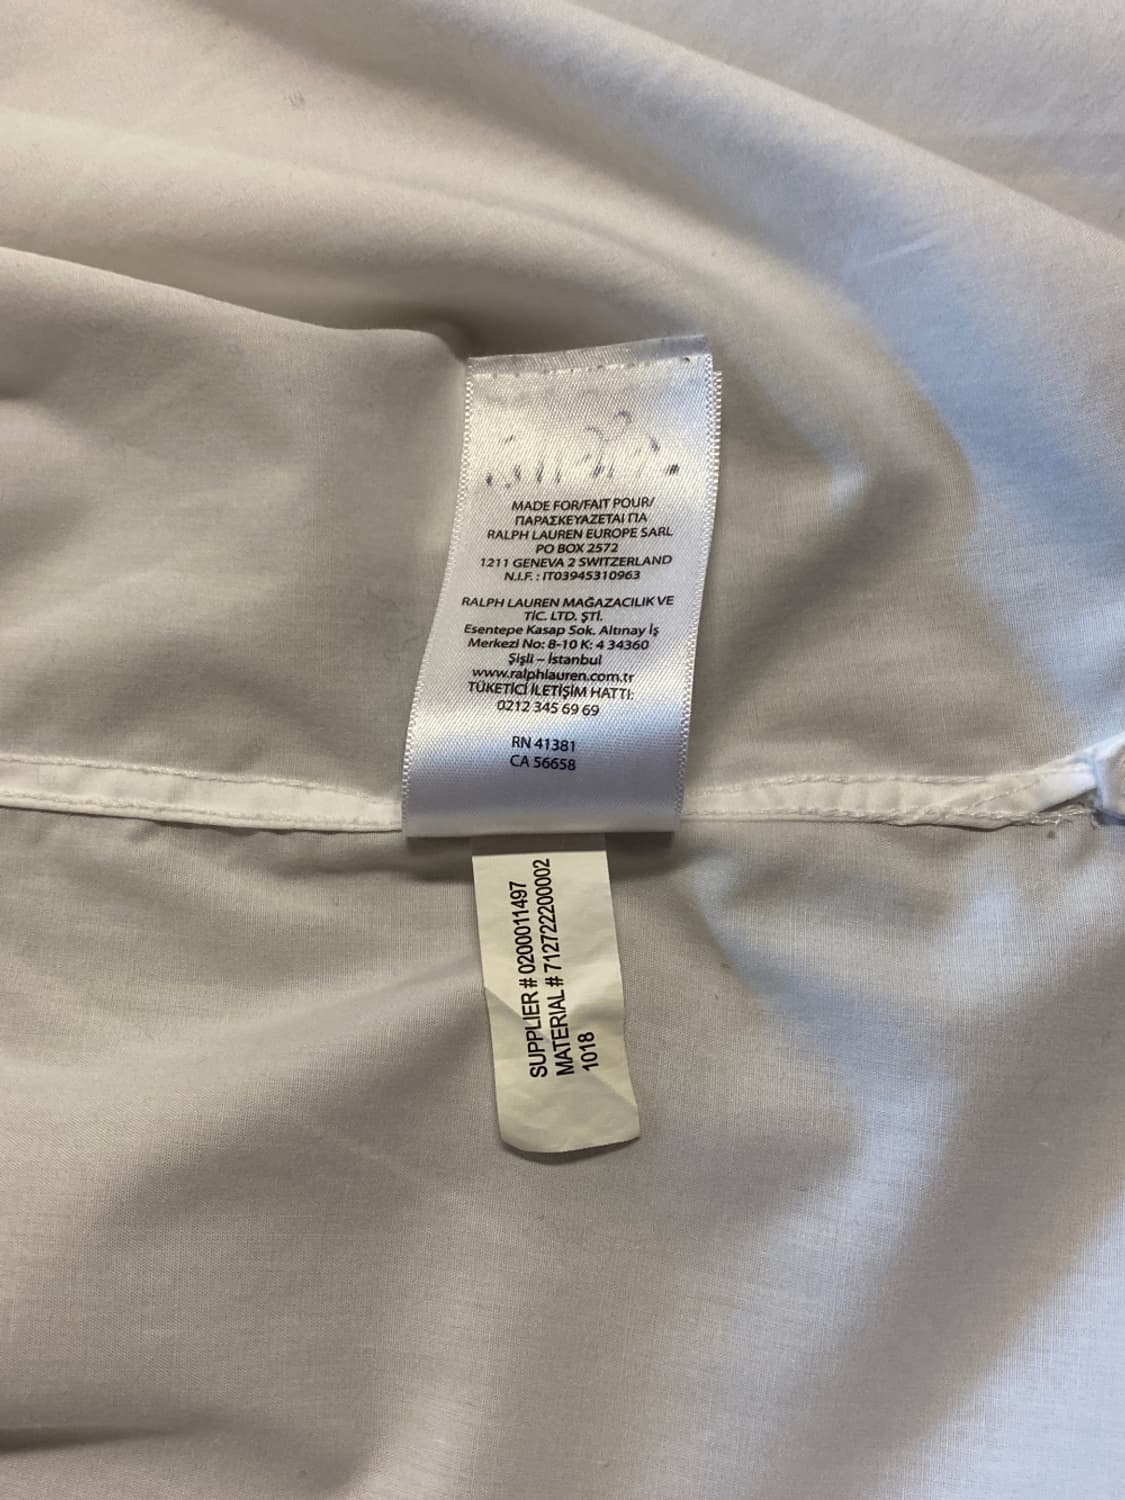 MADE FOR/FAIT POUR/
ΠΑΡΑΣΚΕΥΑΖΕΤΑΙ ΓΙΑ
RALPH LAUREN EUROPE SARL
PO BOX 2572
1211 GENEVA 2 SWITZERLAND
N.I.F. : IT03945310963
RALPH LAUREN MAĞAZACILIK VE
TİC. LTD. ŞTİ.
Esentepe Kasap Sok. Altınay İş
Merkezi No: 8-10 K: 4 34360
Şişli – İstanbul
www.ralphlauren.com.tr
TÜKETİCİ İLETİŞİM HATTI:
0212 345 69 69
RN 41381
CA 56658
SUPPLIER # 0200011497
MATERIAL # 712722200002
1018